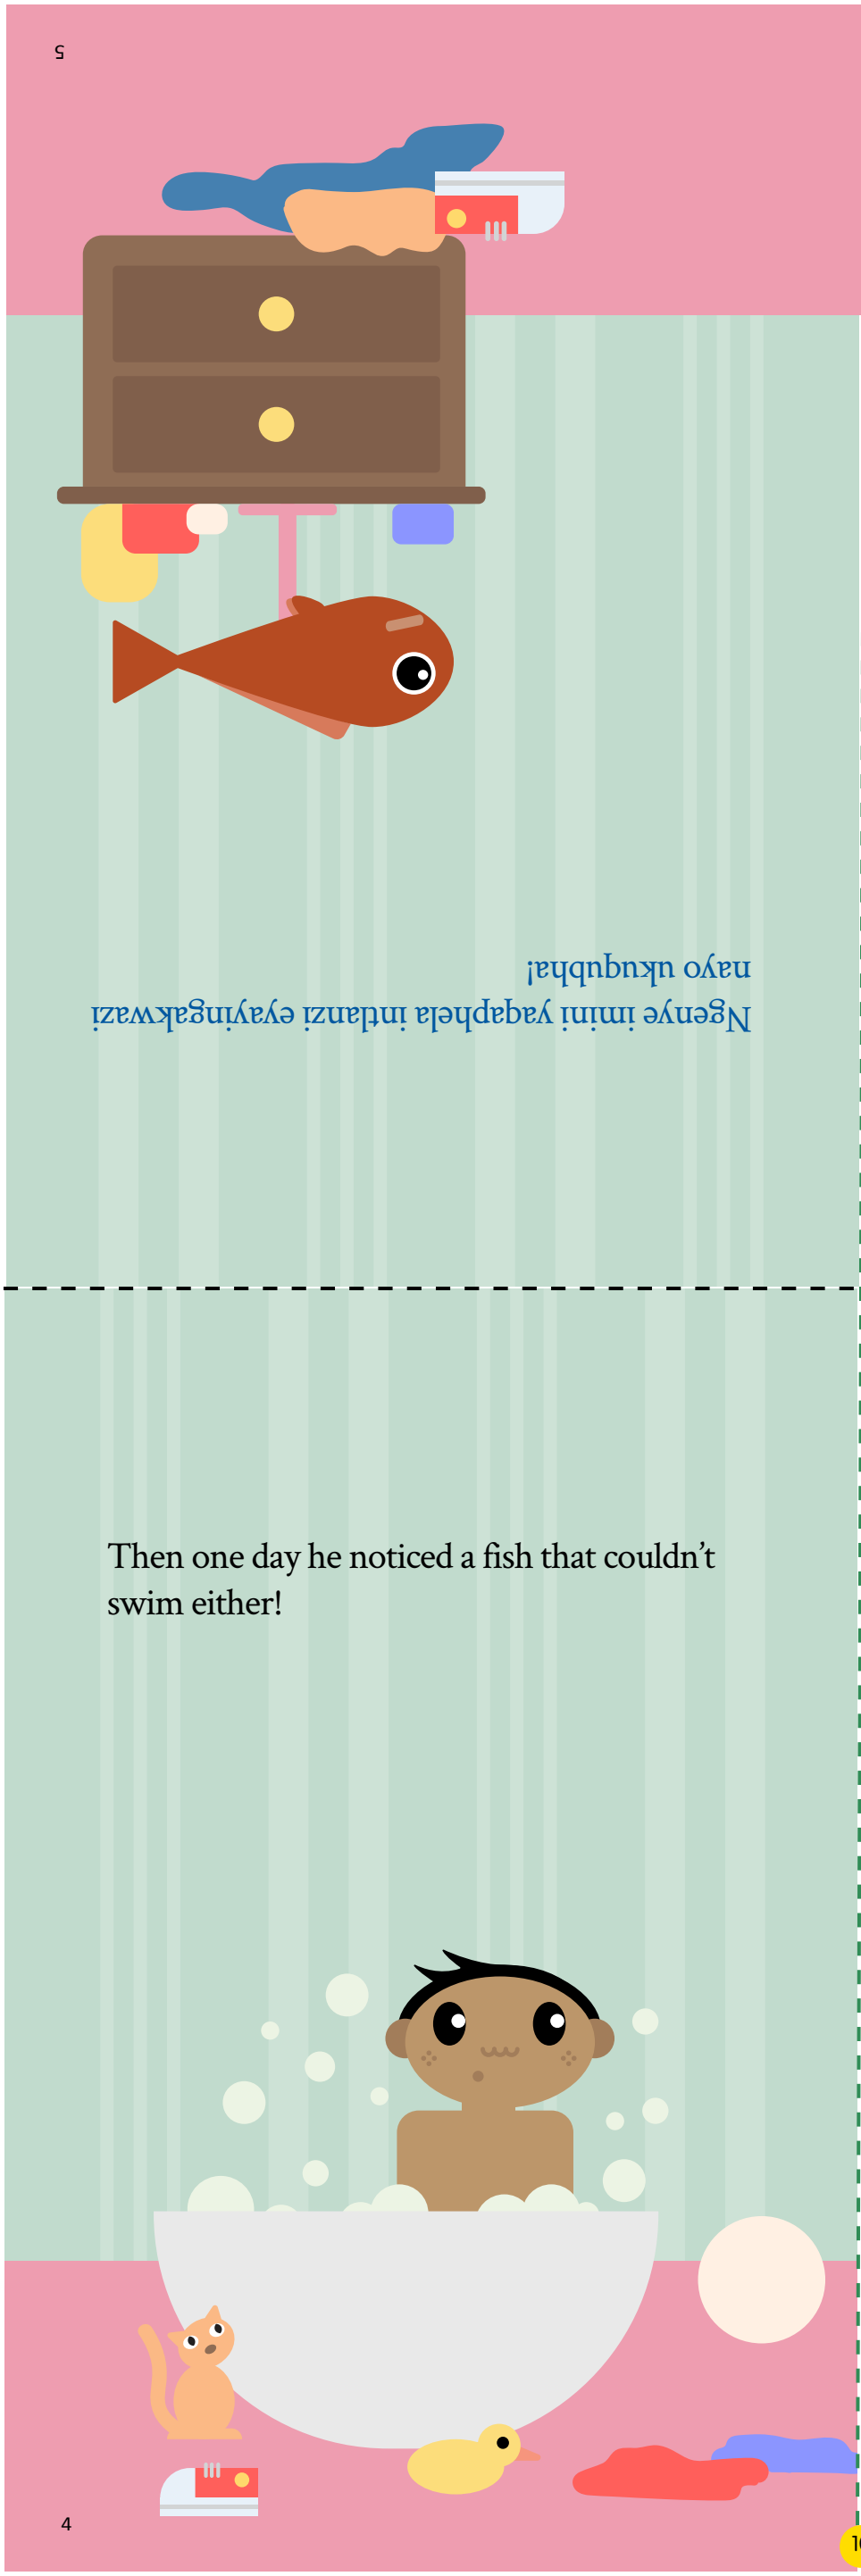 5
Ngenye imini yaqaphela intlanzi eyayingakwazi
nayo ukuqubha!
Then one day he noticed a fish that couldn’t
swim either!
4